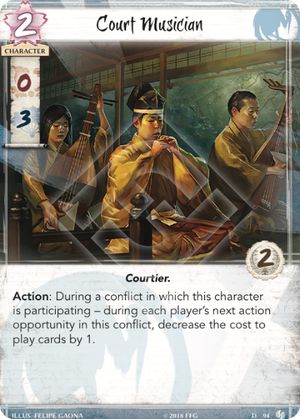 2
Court Musician
CHARACTER
0
3
2
Courtier.
Action: During a conflict in which this character
is participating – during each player's next action
opportunity in this conflict, decrease the cost to
play cards by 1.
ILLUS. FELIPE GAONA
©2018 FFG
94